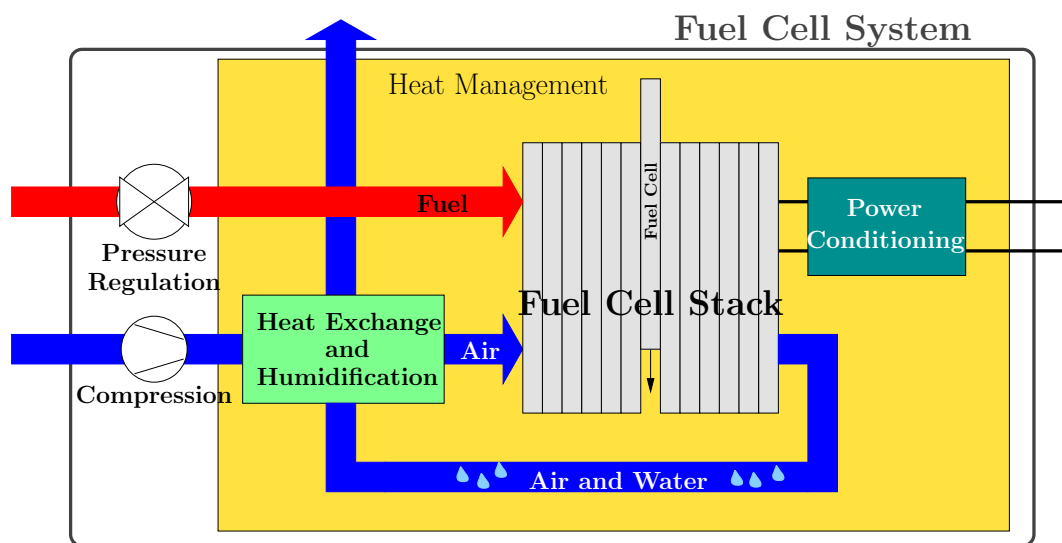 Fuel Cell System
Heat Management
Fuel Cell
Fuel
Power
Conditioning
Pressure
Regulation
Fuel Cell Stack
Heat Exchange
and
Humidification
Air
Compression
Air and Water